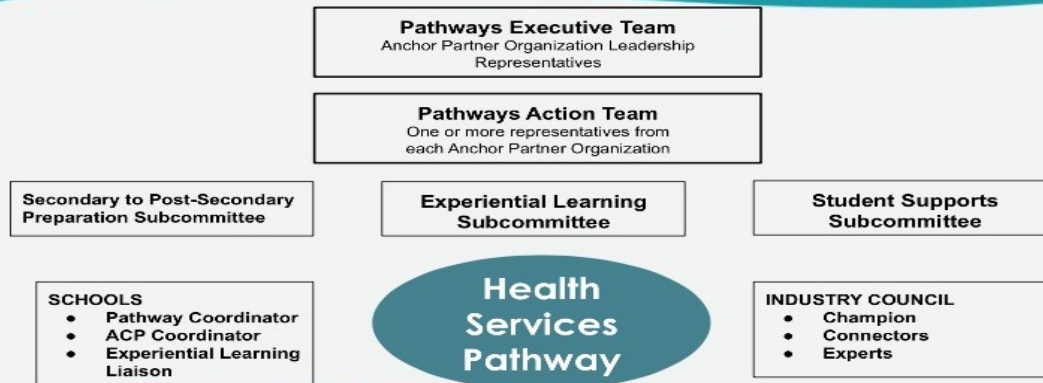 Pathways Executive Team
Anchor Partner Organization Leadership
Representatives
Pathways Action Team
One or more representatives from
each Anchor Partner Organization
Secondary to Post-Secondary
Preparation Subcommittee
Experiential Learning
Subcommittee
Student Supports
Subcommittee
SCHOOLS
● Pathway Coordinator
● ACP Coordinator
● Experiential Learning
Liaison
Health
Services
Pathway
INDUSTRY COUNCIL
● Champion
● Connectors
● Experts